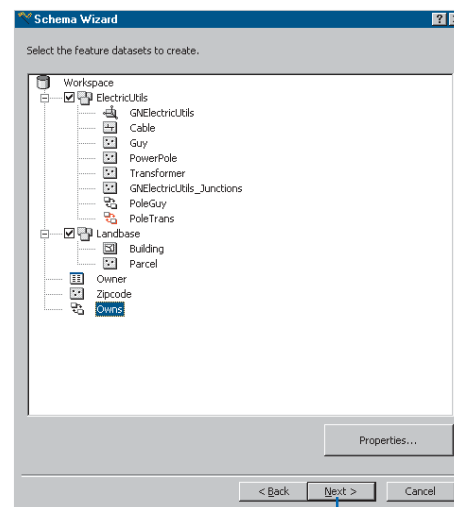 Schema Wizard
Select the feature datasets to create.
Workspace
ElectricUtils
GNElectricUtils
Cable
Guy
PowerPole
Transformer
GNElectricUtils_Junctions
PoleGuy
PoleTrans
Landbase
Building
Parcel
Owner
Zipcode
Owns
Properties...
< Back Next > Cancel